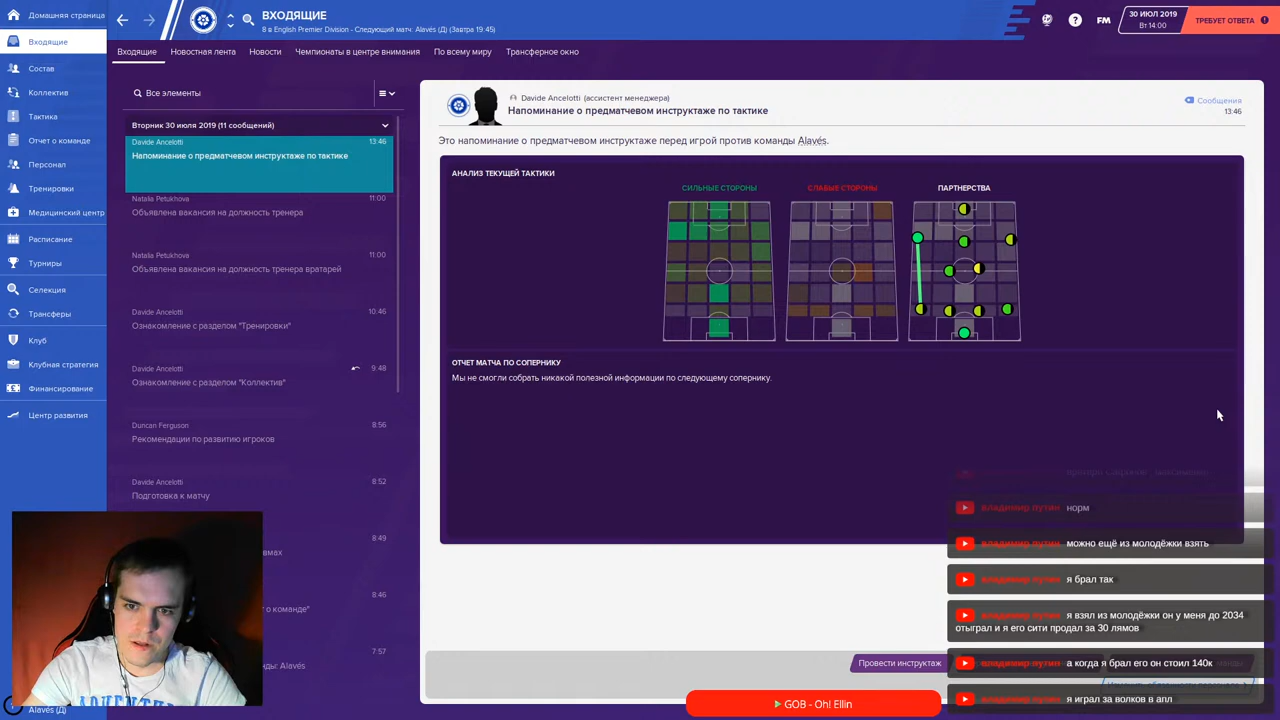 Домашняя страница
Входящие
Состав
Коллектив
Тактика
Отчет о команде
Персонал
Тренировки
Медицинский центр
Расписание
Турниры
Селекция
Трансферы
Клуб
Клубная стратегия
Финансирование
Центр развития
Alavés (Д)
ВХОДЯЩИЕ
8 в English Premier Division - Следующий матч: Alavés (Д) (Завтра 19:45)
FM
30 ИЮЛ 2019
Вт 14:00
ТРЕБУЕТ ОТВЕТА
Входящие
Новостная лента
Новости
Чемпионаты в центре внимания
По всему миру
Трансферное окно
Все элементы
Вторник 30 июля 2019 (11 сообщений)
Davide Ancelotti 13:46
Напоминание о предматчевом инструктаже по тактике
Natalia Petukhova 11:00
Объявлена вакансия на должность тренера
Natalia Petukhova 11:00
Объявлена вакансия на должность тренера вратарей
Davide Ancelotti 10:46
Ознакомление с разделом "Тренировки"
Davide Ancelotti 9:48
Ознакомление с разделом "Коллектив"
Duncan Ferguson 8:56
Рекомендации по развитию игроков
Davide Ancelotti 8:52
Подготовка к матчу
8:49
8:46
о команде"
7:57
Alavés
Davide Ancelotti (ассистент менеджера)
Напоминание о предматчевом инструктаже по тактике
Сообщения
13:46
Это напоминание о предматчевом инструктаже перед игрой против команды Alavés.
АНАЛИЗ ТЕКУЩЕЙ ТАКТИКИ
СИЛЬНЫЕ СТОРОНЫ
СЛАБЫЕ СТОРОНЫ
ПАРТНЕРСТВА
ОТЧЕТ МАТЧА ПО СОПЕРНИКУ
Мы не смогли собрать никакой полезной информации по следующему сопернику.
Провести инструктаж
владимир путин норм
владимир путин можно ещё из молодёжки взять
владимир путин я брал так
владимир путин я взял из молодёжки он у меня до 2034
отыграл и я его сити продал за 30 лямов
владимир путин а когда я брал его он стоил 140к
владимир путин я играл за волков в апл
GOB - Oh! Ellin